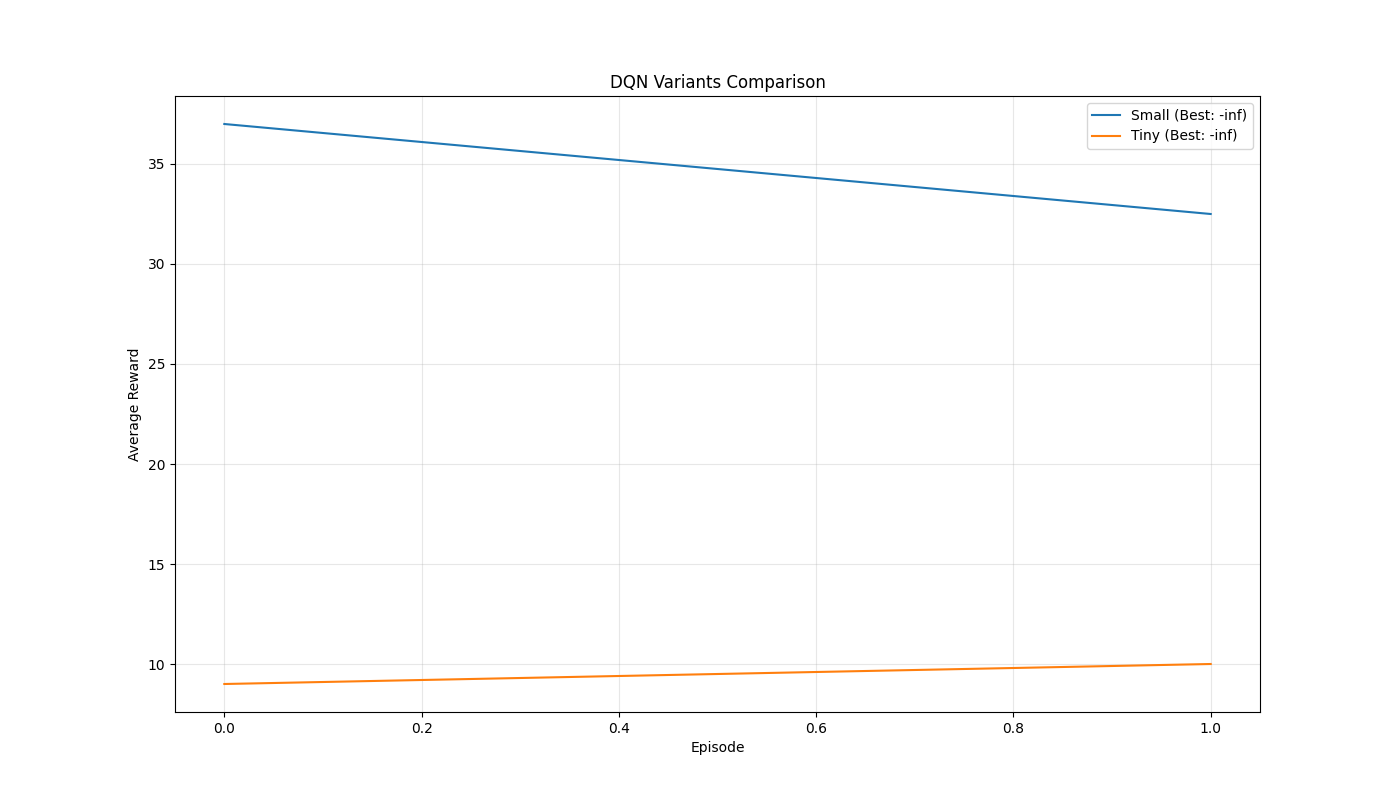 DQN Variants Comparison
Small (Best: -inf)
Tiny (Best: -inf)
35
30
25
20
15
10
Average Reward
0.0 0.2 0.4 0.6 0.8 1.0
Episode